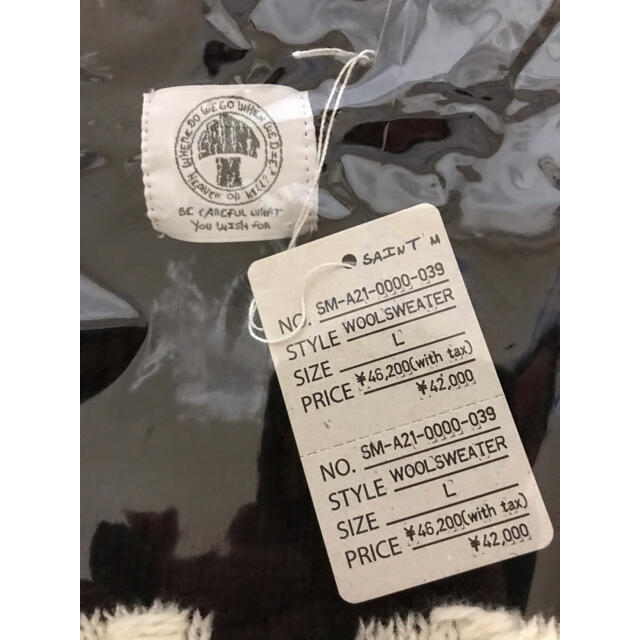 WHERE DO WE GO WHEN WE DIE?
SAINT
M
HEAVEN OR HELL?
BE CAREFUL WHAT
YOU WISH FOR
SAINT M
NO. SM-A21-0000-039
STYLE WOOL'SWEATER
SIZE L
PRICE ¥46,200(with tax)
¥42,000
NO. SM-A21-0000-039
STYLE WOOL'SWEATER
SIZE L
PRICE ¥46,200(with tax)
¥42,000